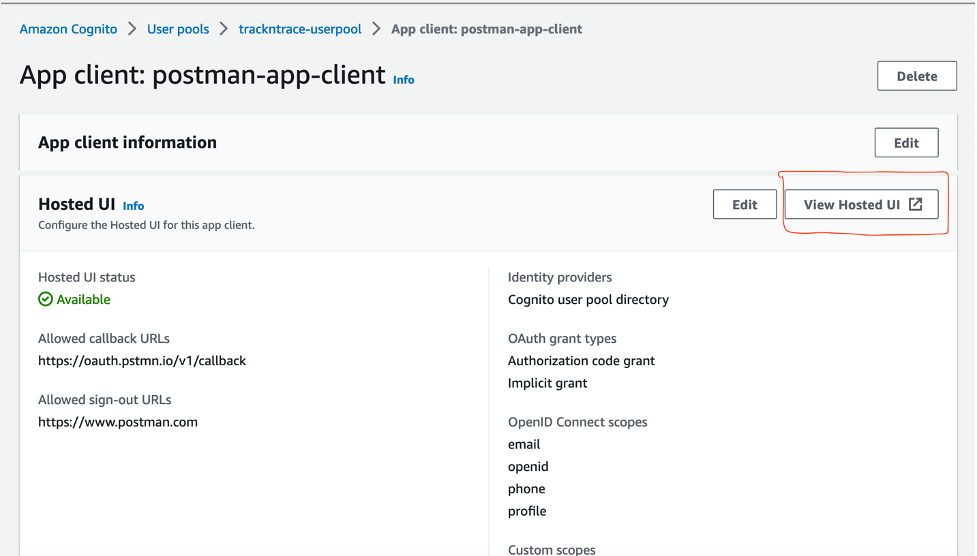 Amazon Cognito > User pools > trackntrace-userpool > App client: postman-app-client
App client: postman-app-client Info
Delete
App client information
Edit
Hosted UI Info
Configure the Hosted UI for this app client.
Edit
View Hosted UI
Hosted UI status
Available
Allowed callback URLs
https://oauth.pstmn.io/v1/callback
Allowed sign-out URLs
https://www.postman.com
Identity providers
Cognito user pool directory
OAuth grant types
Authorization code grant
Implicit grant
OpenID Connect scopes
email
openid
phone
profile
Custom scopes